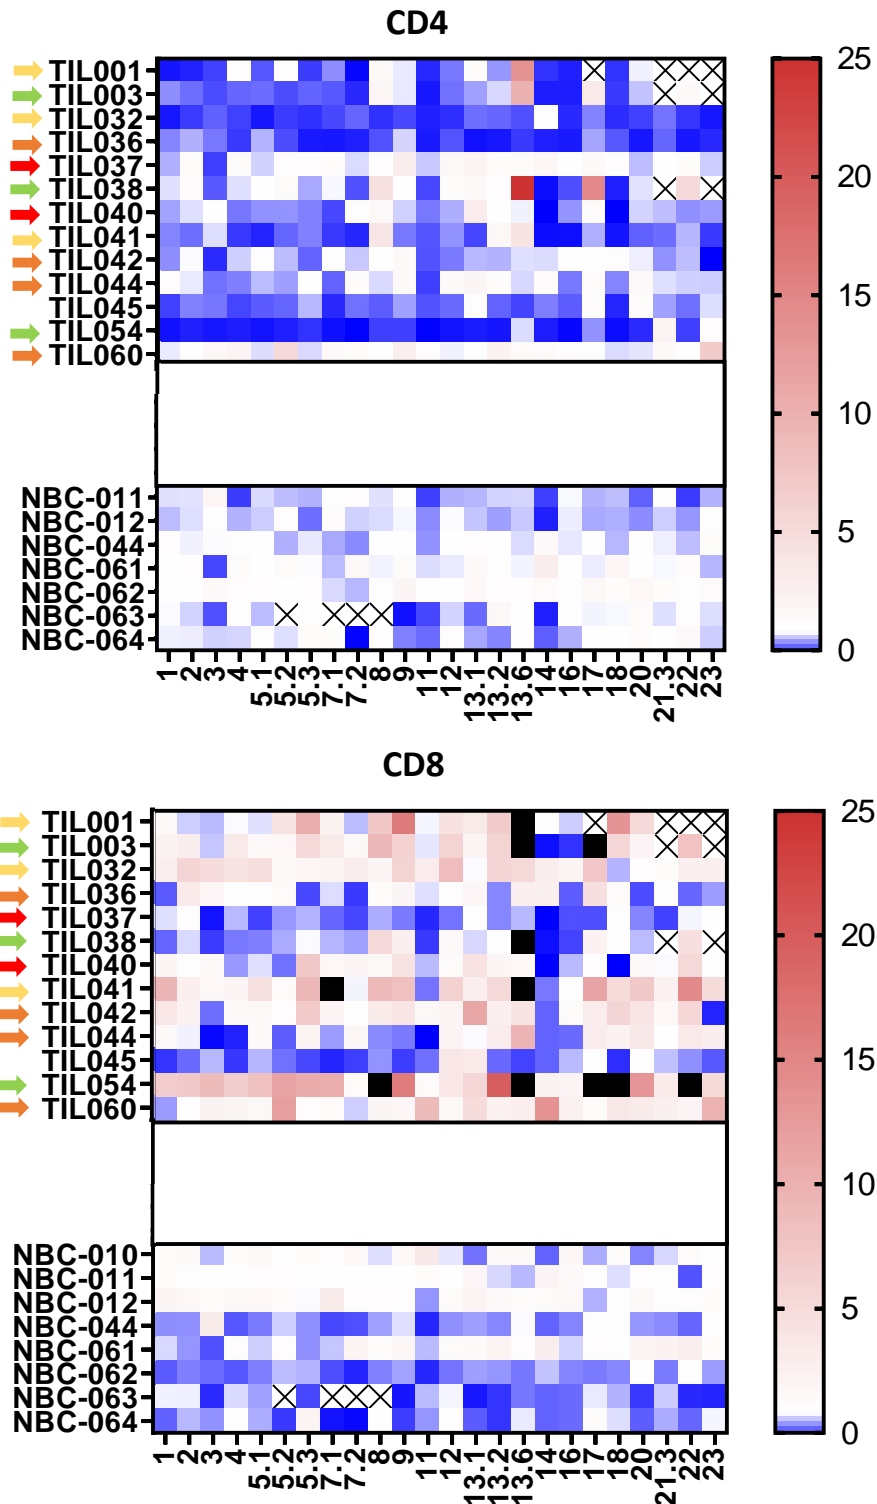 CD4
TIL001
TIL003
TIL032
TIL036
TIL037
TIL038
TIL040
TIL041
TIL042
TIL044
TIL045
TIL054
TIL060
NBC-011
NBC-012
NBC-044
NBC-061
NBC-062
NBC-063
NBC-064
1 2 3 4 5.1 5.2 5.3 7.1 7.2 8 9 11 12 13.1 13.2 13.6 14 16 17 18 20 21.3 22 23
25
20
15
10
5
0
CD8
TIL001
TIL003
TIL032
TIL036
TIL037
TIL038
TIL040
TIL041
TIL042
TIL044
TIL045
TIL054
TIL060
NBC-010
NBC-011
NBC-012
NBC-044
NBC-061
NBC-062
NBC-063
NBC-064
1 2 3 4 5.1 5.2 5.3 7.1 7.2 8 9 11 12 13.1 13.2 13.6 14 16 17 18 20 21.3 22 23
25
20
15
10
5
0